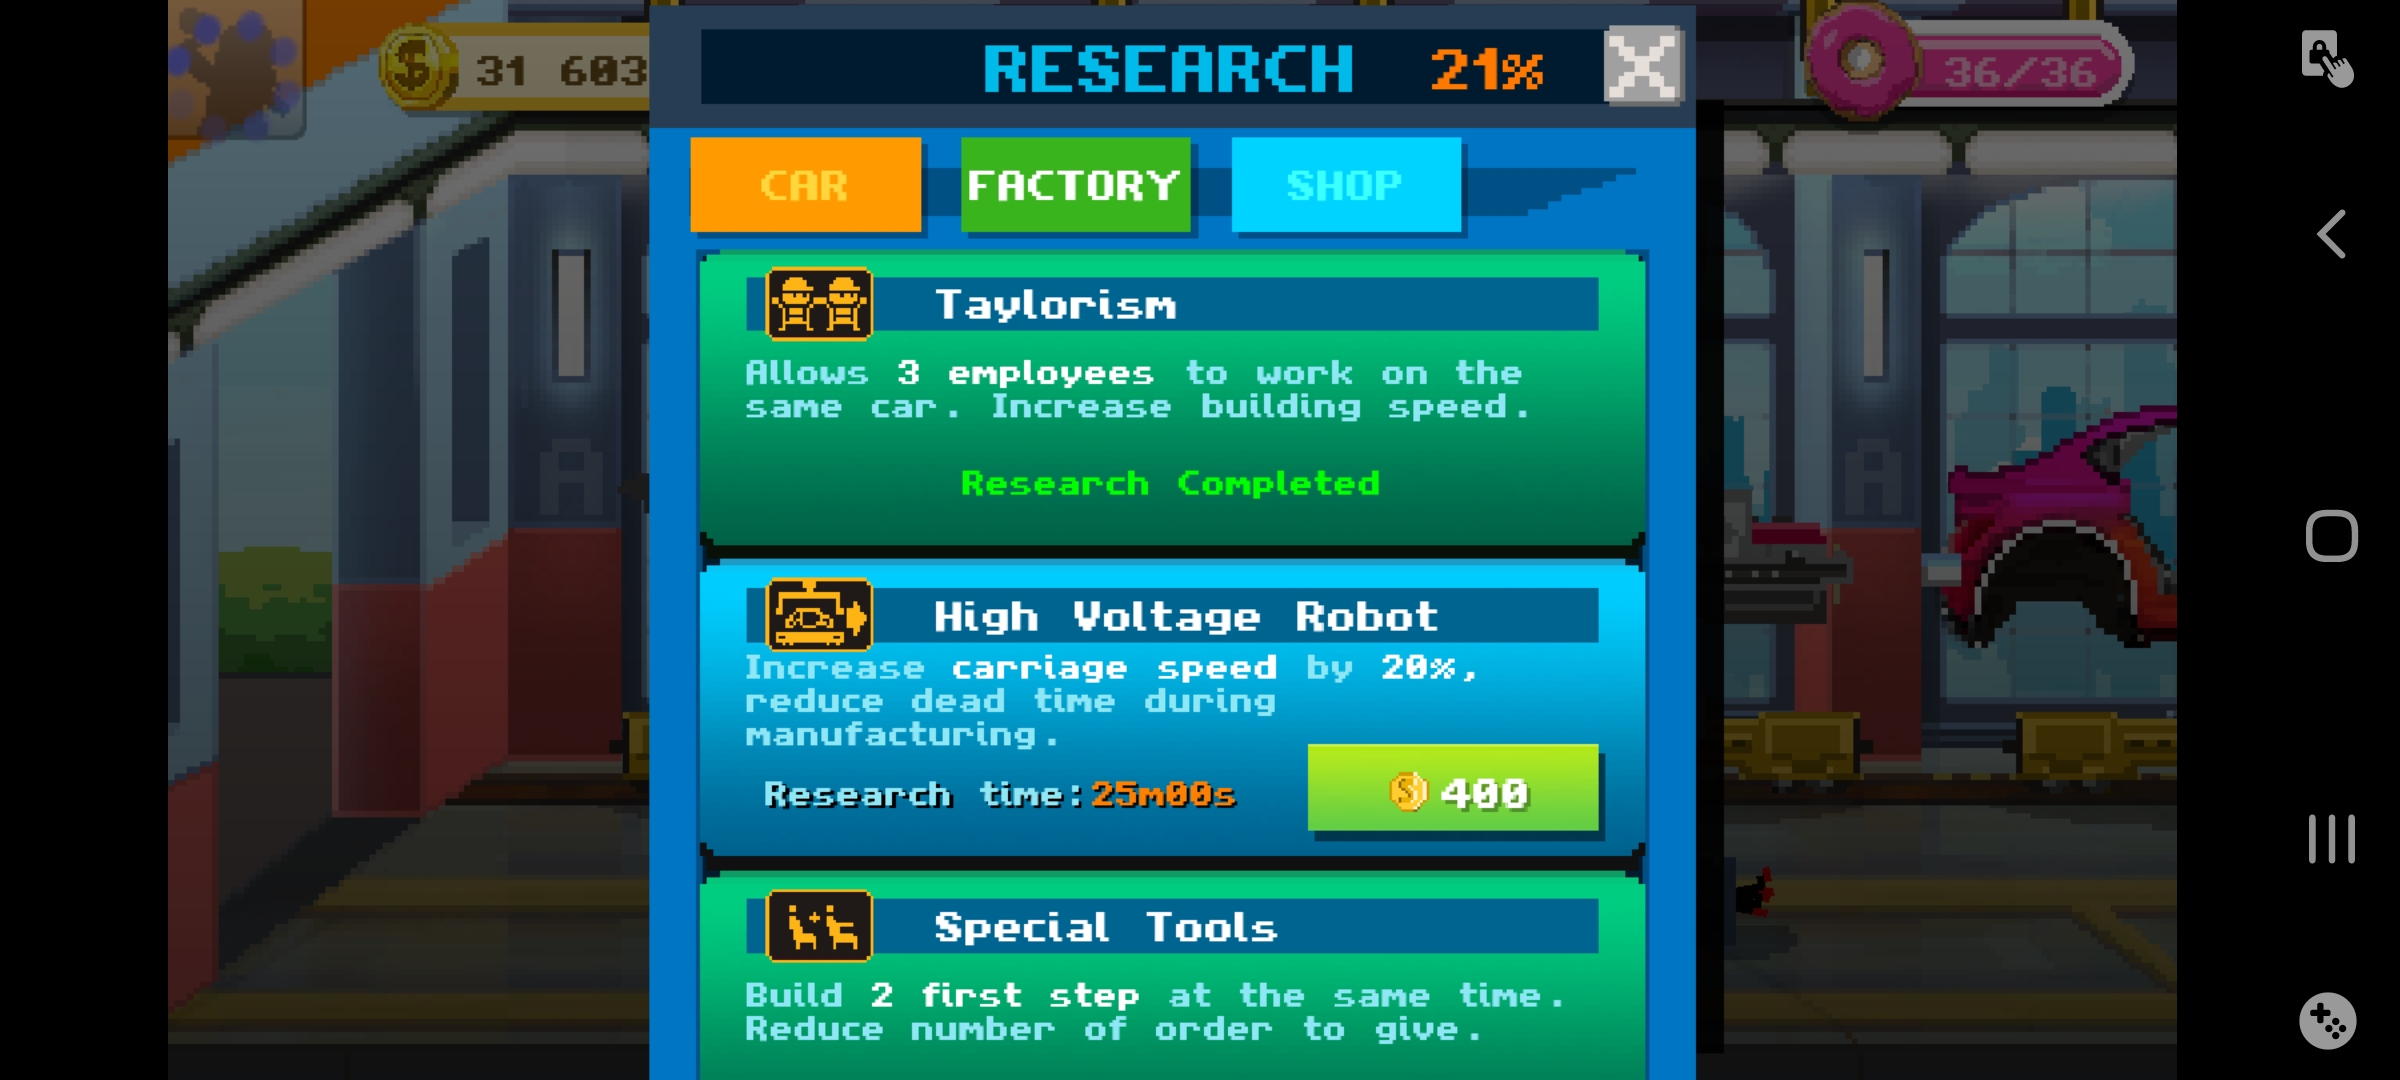 31 603
RESEARCH 21%
36/36
CAR FACTORY SHOP
Taylorism
Allows 3 employees to work on the
same car. Increase building speed.
Research Completed
High Voltage Robot
Increase carriage speed by 20%,
reduce dead time during
manufacturing.
Research time:25m00s
400
Special Tools
Build 2 first step at the same time.
Reduce number of order to give.
A
A